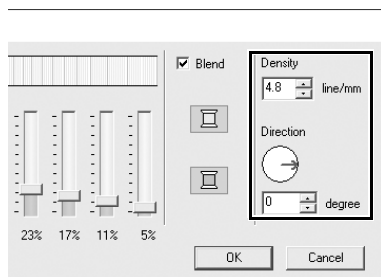 Blend
Density
4.8 line/mm
Direction
0 degree
23% 17% 11% 5%
OK Cancel